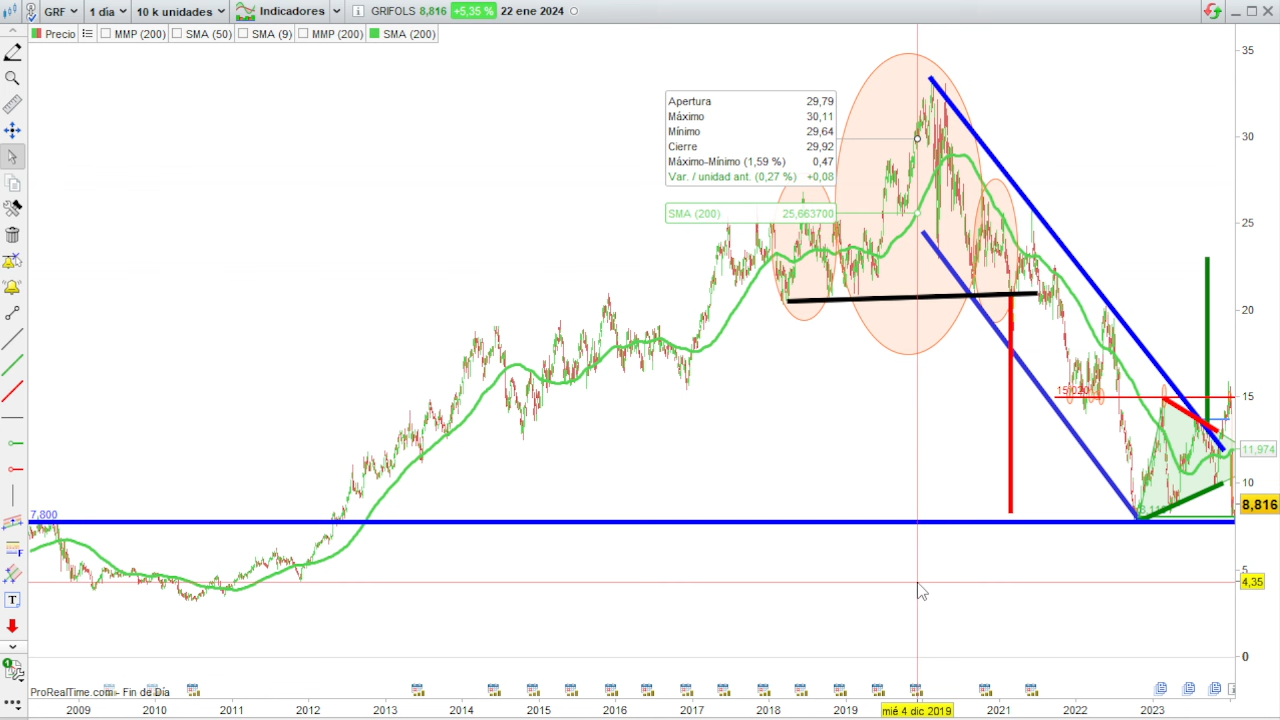 GRF 1 día 10 k unidades Indicadores GRIFOLS 8,816 +5,35 % 22 ene 2024
Precio MMP (200) SMA (50) SMA (9) MMP (200) SMA (200)
Apertura 29,79
Máximo 30,11
Mínimo 29,64
Cierre 29,92
Máximo-Mínimo (1,59 %) 0,47
Var. / unidad ant. (0,27 %) +0,08
SMA (200) 25,663700
35
30
25
20
15
15,020
11,974
10
8,816
7,800
5
4,35
0
ProRealTime.com - Fin de Día
2009 2010 2011 2012 2013 2014 2015 2016 2017 2018 2019 mié 4 dic 2019 2021 2022 2023